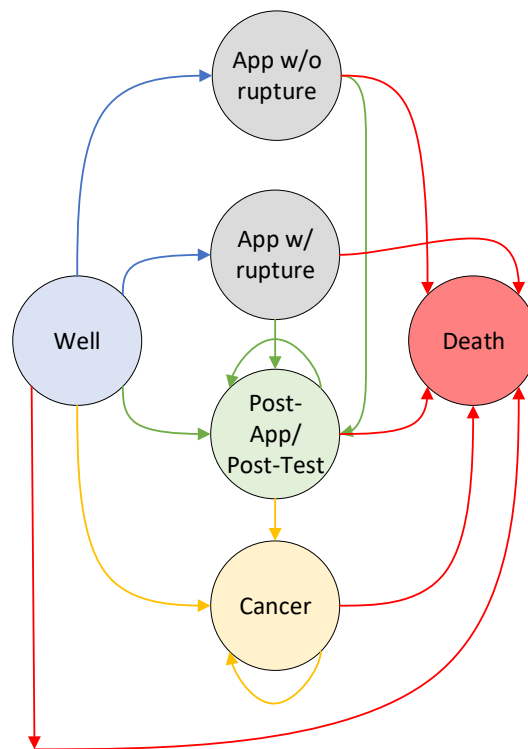 App w/o
rupture
App w/
rupture
Well
Death
Post-
App/
Post-Test
Cancer